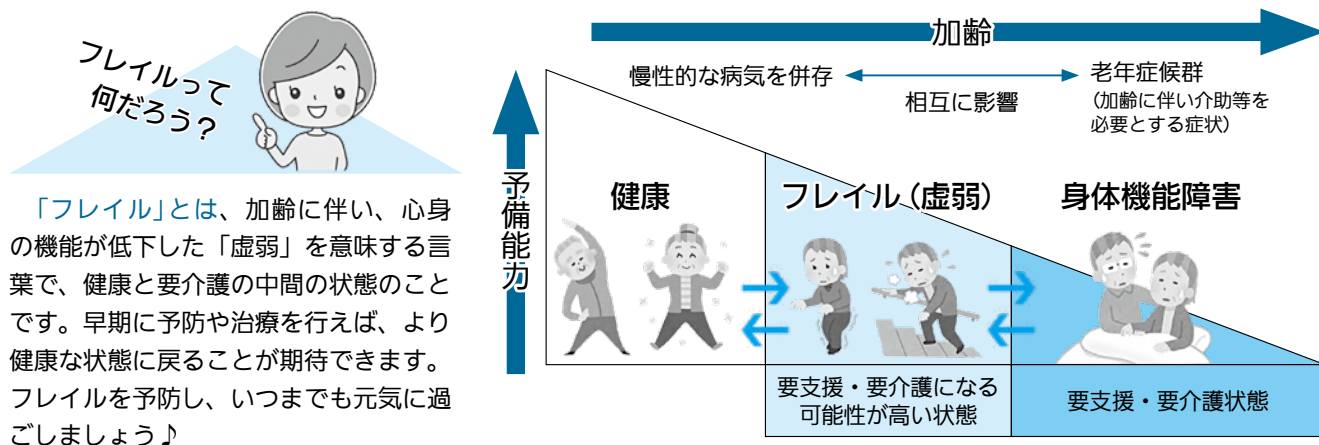 フレイルって
何だろう？
「フレイル」とは、加齢に伴い、心身
の機能が低下した「虚弱」を意味する言
葉で、健康と要介護の中間の状態のこと
です。早期に予防や治療を行えば、より
健康な状態に戻ることが期待できます。
フレイルを予防し、いつまでも元気に過
ごしましょう♪
加齢
慢性的な病気を併存
相互に影響
老年症候群
（加齢に伴い介助等を
必要とする症状）
予備能力
健康
フレイル（虚弱）
身体機能障害
要支援・要介護になる
可能性が高い状態
要支援・要介護状態